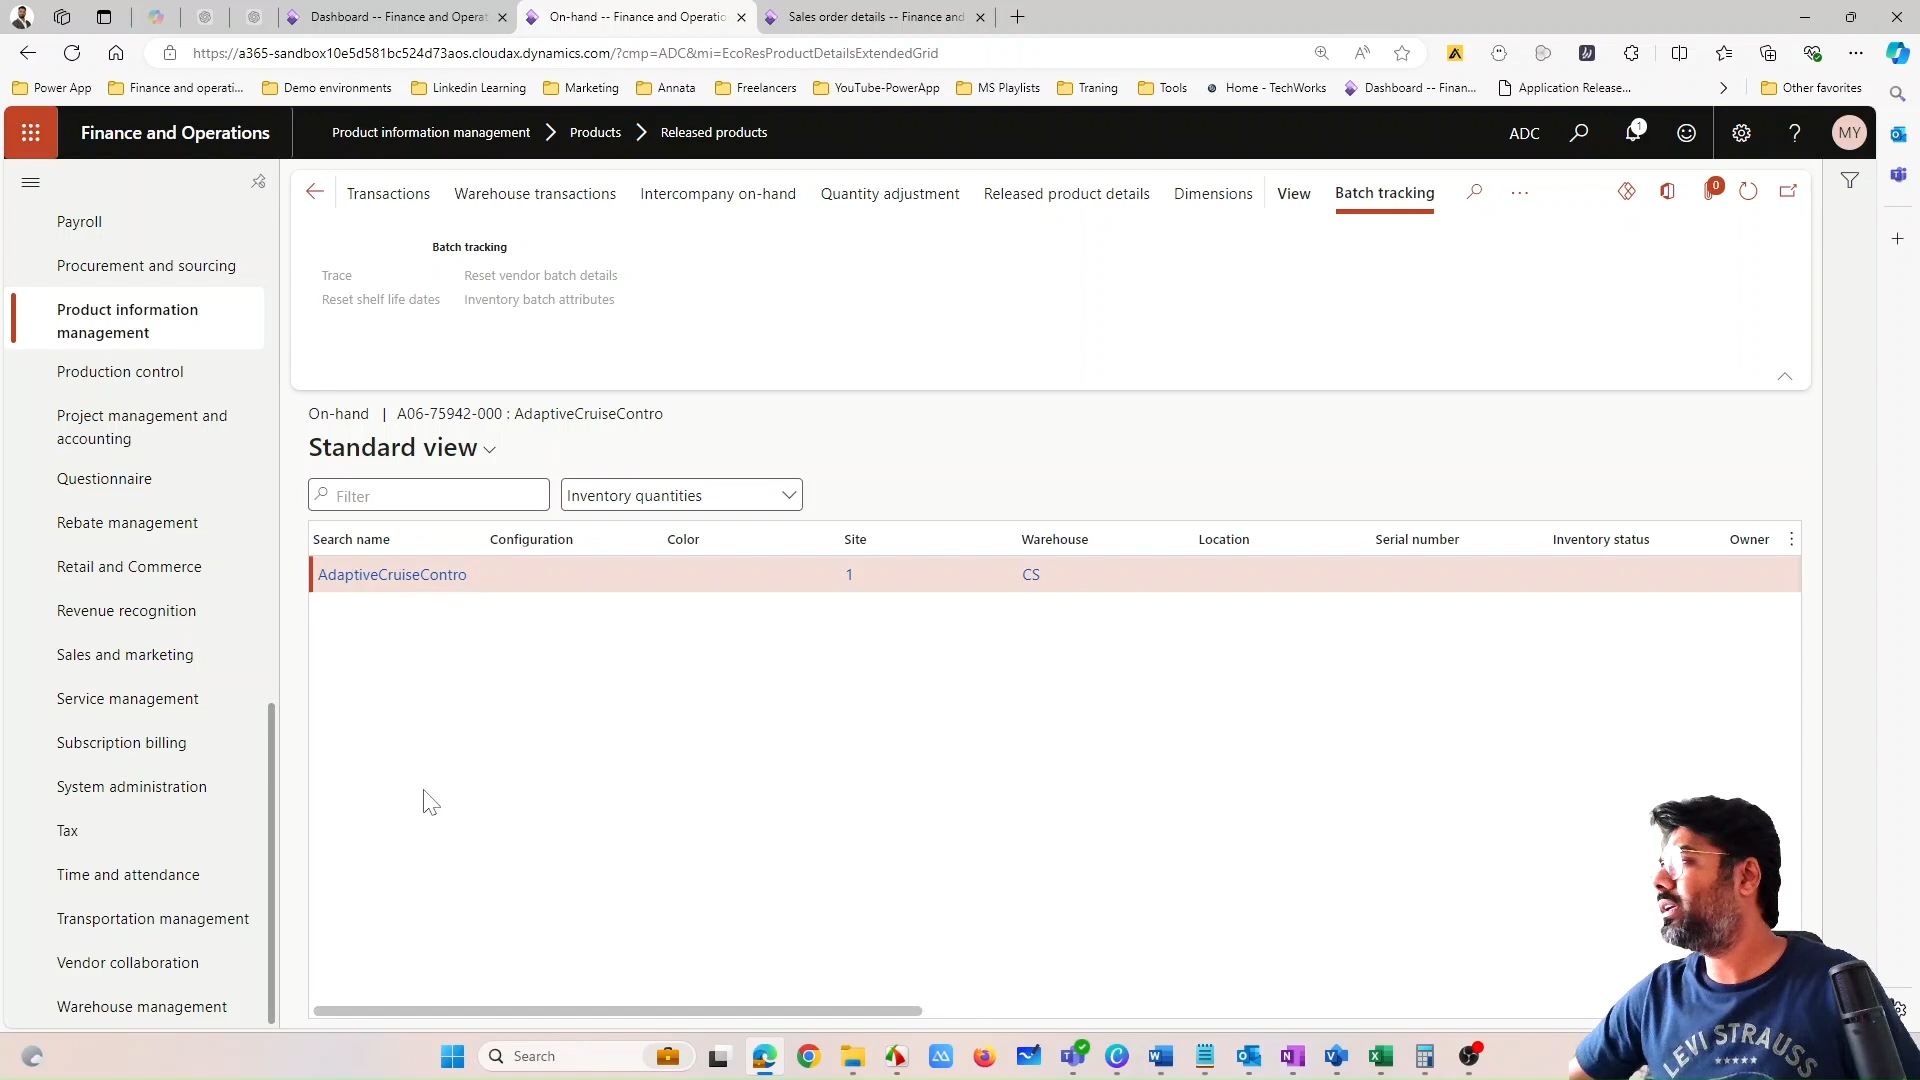 Dashboard -- Finance and Operat
On-hand -- Finance and Operatio
Sales order details -- Finance and
https://a365-sandbox10e5d581bc524d73aos.cloudax.dynamics.com/?cmp=ADC&mi=EcoResProductDetailsExtendedGrid
Power App
Finance and operati...
Demo environments
Linkedin Learning
Marketing
Annata
Freelancers
YouTube-PowerApp
MS Playlists
Traning
Tools
Home - TechWorks
Dashboard -- Finan...
Application Release...
Other favorites
Finance and Operations
Product information management
Products
Released products
ADC
1
?
MY
Transactions
Warehouse transactions
Intercompany on-hand
Quantity adjustment
Released product details
Dimensions
View
Batch tracking
0
Payroll
Procurement and sourcing
Product information
management
Production control
Project management and
accounting
Questionnaire
Rebate management
Retail and Commerce
Revenue recognition
Sales and marketing
Service management
Subscription billing
System administration
Tax
Time and attendance
Transportation management
Vendor collaboration
Warehouse management
Batch tracking
Trace
Reset vendor batch details
Reset shelf life dates
Inventory batch attributes
On-hand | A06-75942-000 : AdaptiveCruiseContro
Standard view
Filter
Inventory quantities
Search name
Configuration
Color
Site
Warehouse
Location
Serial number
Inventory status
Owner
AdaptiveCruiseContro
1
CS
LEVI STRAUSS
Search